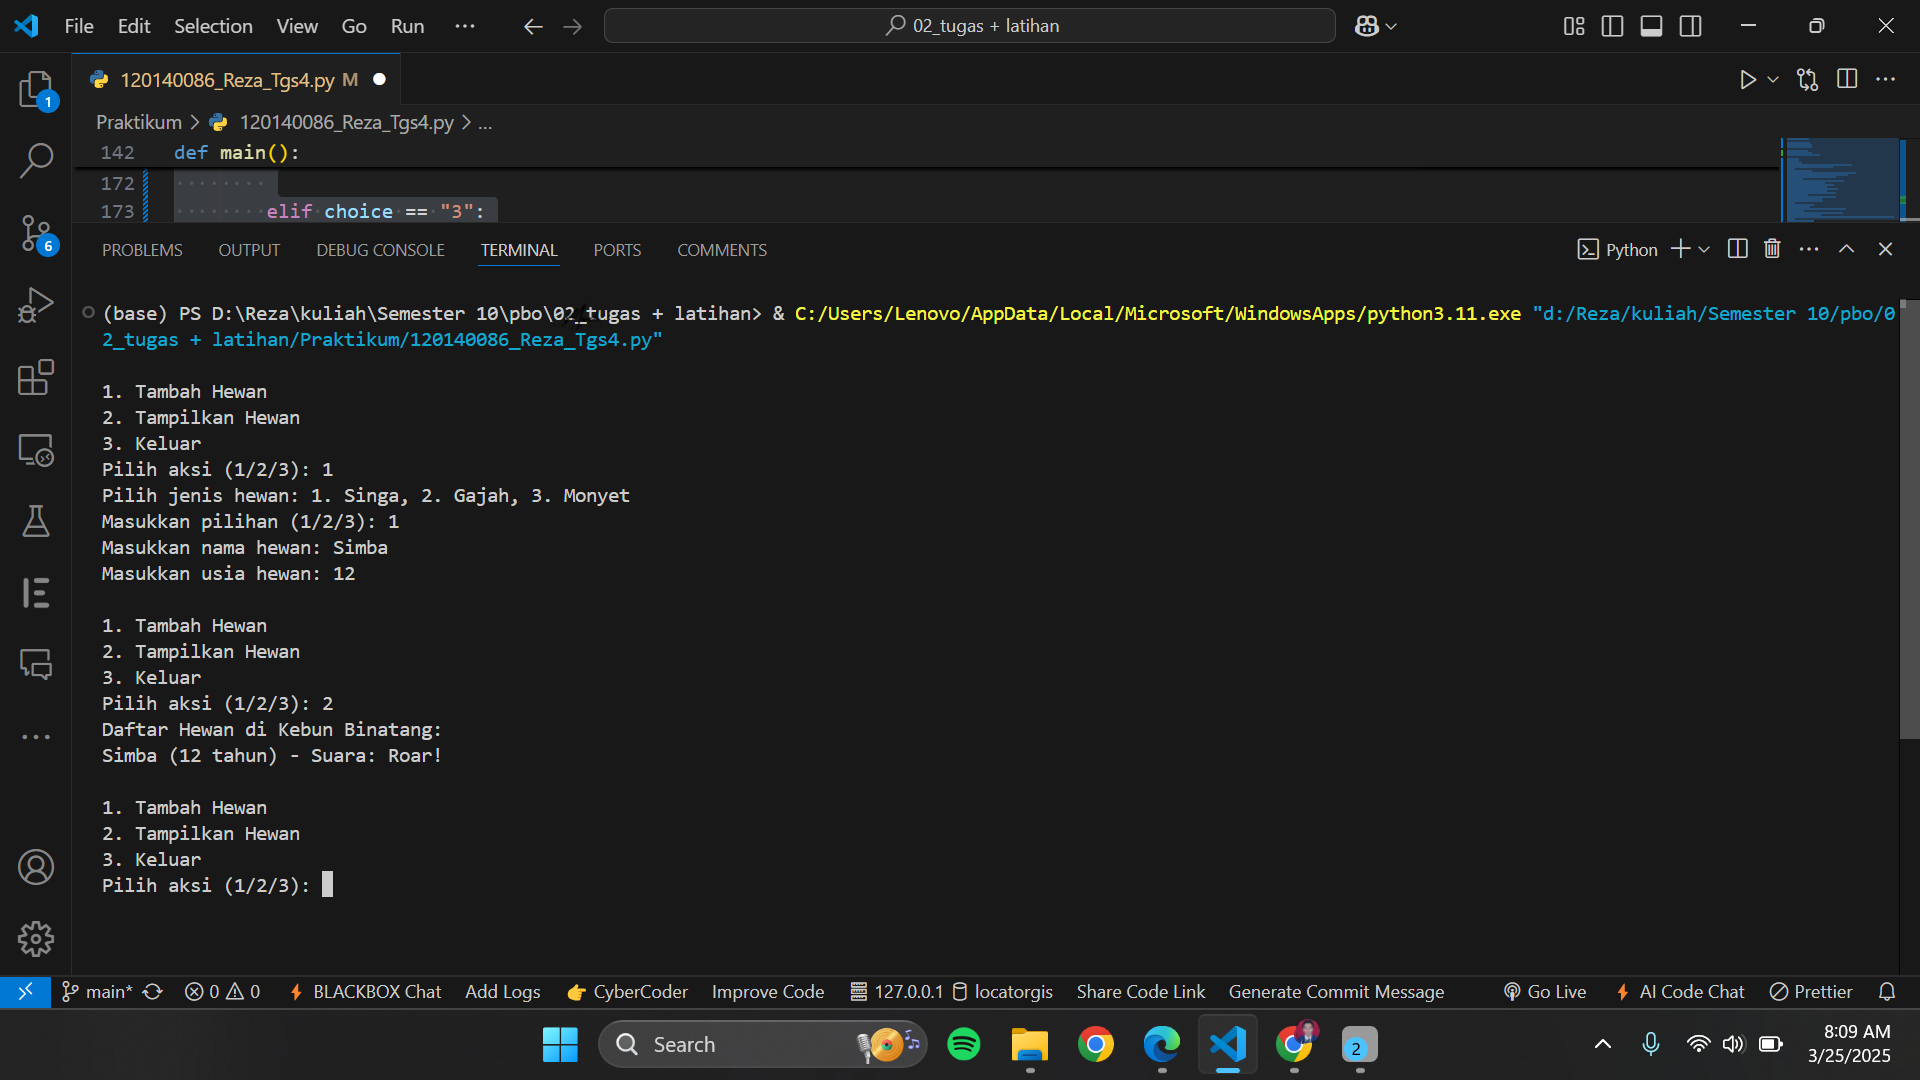 File Edit Selection View Go Run ... 02_tugas + latihan
120140086_Reza_Tgs4.py M
Praktikum > 120140086_Reza_Tgs4.py > ...
142 def main():
172
173 elif choice == "3":
PROBLEMS OUTPUT DEBUG CONSOLE TERMINAL PORTS COMMENTS Python
(base) PS D:\Reza\kuliah\Semester 10\pbo\02_tugas + latihan> & C:/Users/Lenovo/AppData/Local/Microsoft/WindowsApps/python3.11.exe "d:/Reza/kuliah/Semester 10/pbo/0
2_tugas + latihan/Praktikum/120140086_Reza_Tgs4.py"
1. Tambah Hewan
2. Tampilkan Hewan
3. Keluar
Pilih aksi (1/2/3): 1
Pilih jenis hewan: 1. Singa, 2. Gajah, 3. Monyet
Masukkan pilihan (1/2/3): 1
Masukkan nama hewan: Simba
Masukkan usia hewan: 12
1. Tambah Hewan
2. Tampilkan Hewan
3. Keluar
Pilih aksi (1/2/3): 2
Daftar Hewan di Kebun Binatang:
Simba (12 tahun) - Suara: Roar!
1. Tambah Hewan
2. Tampilkan Hewan
3. Keluar
Pilih aksi (1/2/3):
1
6
main* 0 0 BLACKBOX Chat Add Logs CyberCoder Improve Code 127.0.0.1 locatorgis Share Code Link Generate Commit Message Go Live AI Code Chat Prettier
Search 2 8:09 AM
3/25/2025